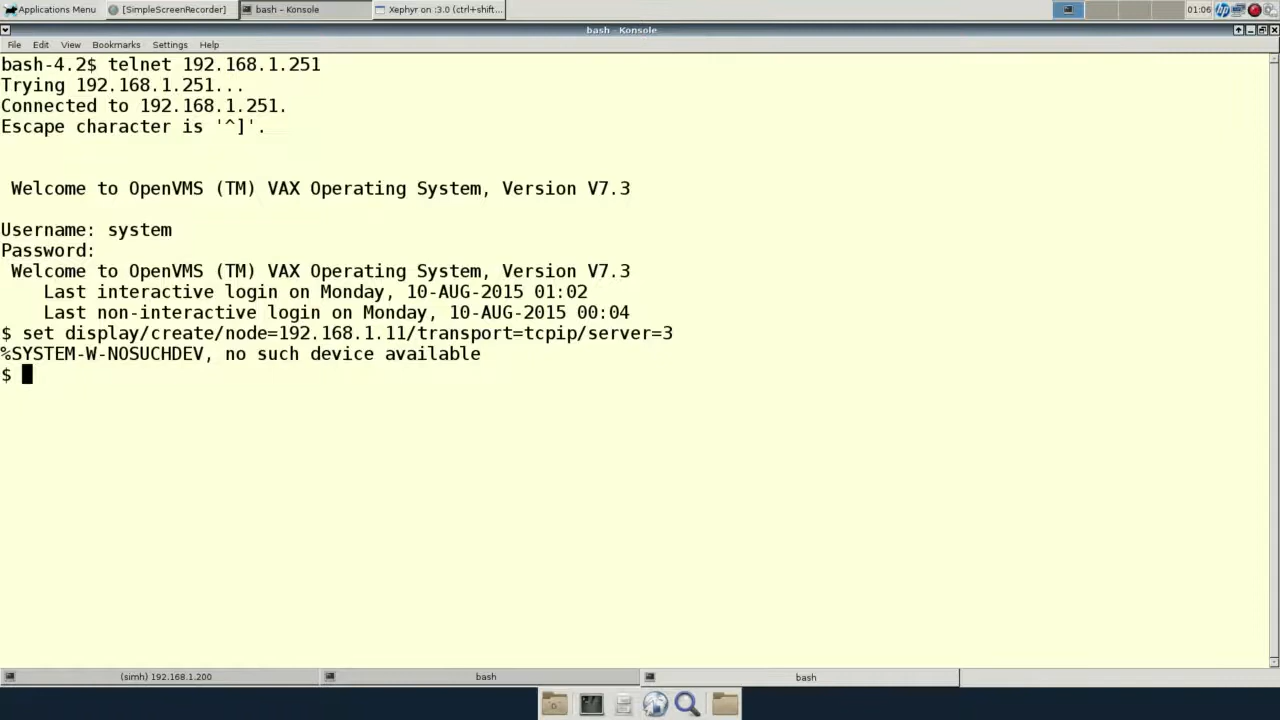 Applications Menu [SimpleScreenRecorder] bash - Konsole Xephyr on :3.0 (ctrl+shift... 01:06
bash - Konsole
File Edit View Bookmarks Settings Help
bash-4.2$ telnet 192.168.1.251
Trying 192.168.1.251...
Connected to 192.168.1.251.
Escape character is '^]'.
Welcome to OpenVMS (TM) VAX Operating System, Version V7.3
Username: system
Password:
Welcome to OpenVMS (TM) VAX Operating System, Version V7.3
Last interactive login on Monday, 10-AUG-2015 01:02
Last non-interactive login on Monday, 10-AUG-2015 00:04
$ set display/create/node=192.168.1.11/transport=tcpip/server=3
%SYSTEM-W-NOSUCHDEV, no such device available
$
(simh) 192.168.1.200 bash bash